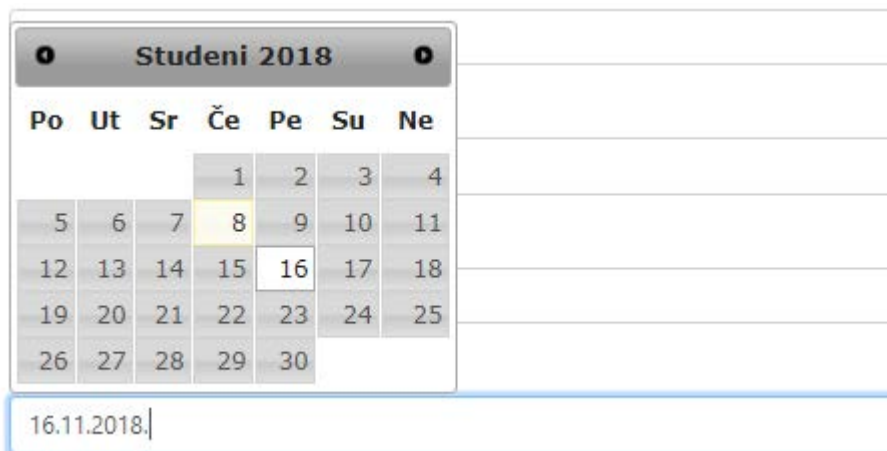 Studeni 2018
Po Ut Sr Če Pe Su Ne
1 2 3 4
5 6 7 8 9 10 11
12 13 14 15 16 17 18
19 20 21 22 23 24 25
26 27 28 29 30
16.11.2018.